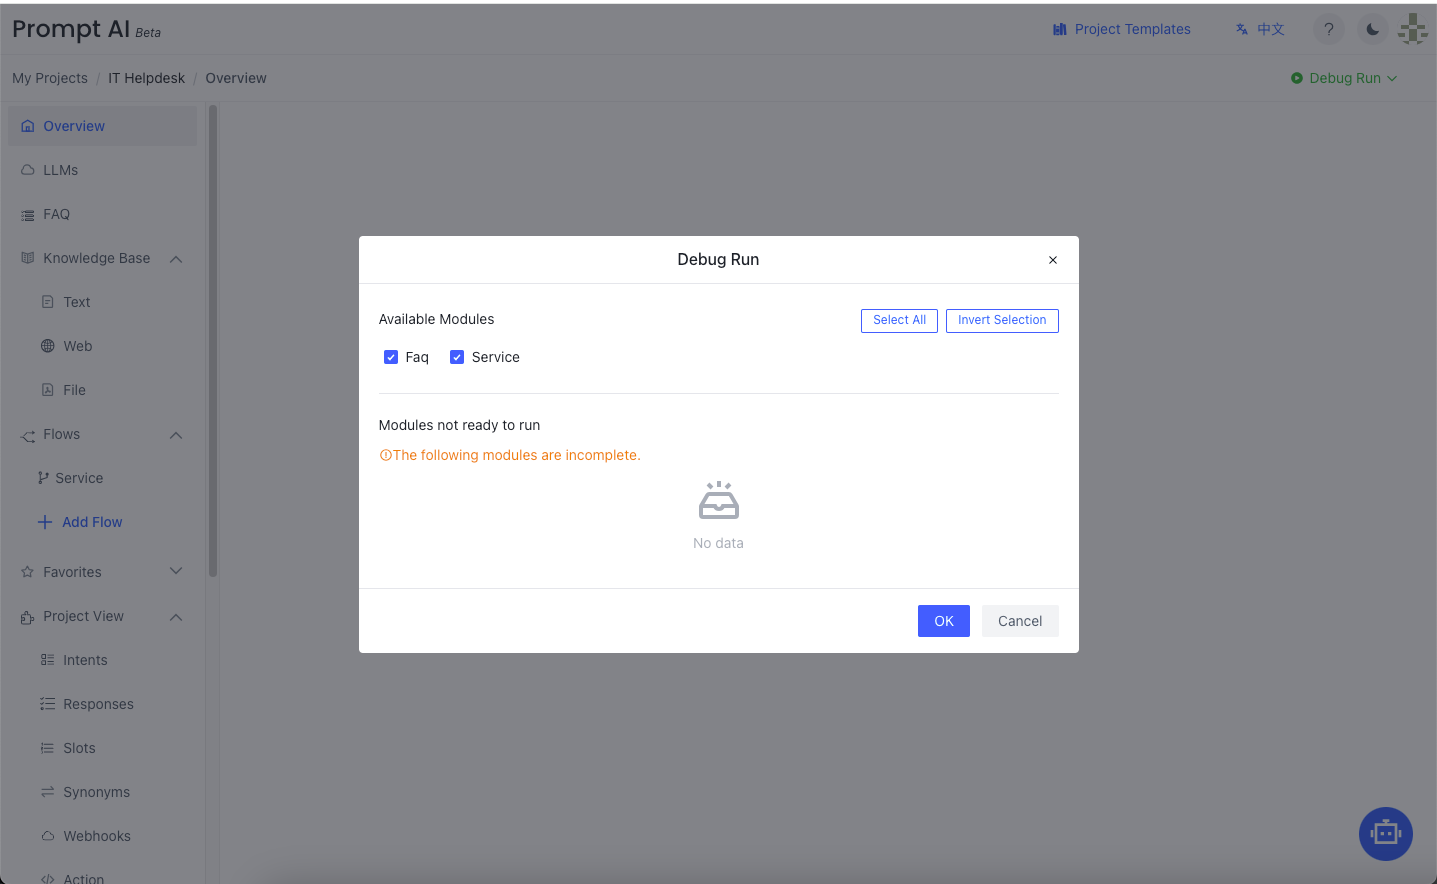 Prompt AI Beta
Project Templates
中文
?
My Projects / IT Helpdesk / Overview
Debug Run
Overview
LLMs
FAQ
Knowledge Base
Text
Web
File
Flows
Service
Add Flow
Favorites
Project View
Intents
Responses
Slots
Synonyms
Webhooks
Action
Debug Run
Available Modules
Select All
Invert Selection
Faq
Service
Modules not ready to run
The following modules are incomplete.
No data
OK
Cancel